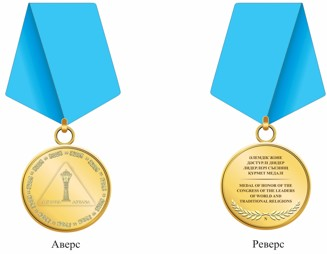 ӘЛЕМДІК ЖӘНЕ
ДӘСТҮРЛІ ДІНДЕР
ЛИДЕРЛЕРІ СЪЕЗІНІҢ
ҚҰРМЕТ МЕДАЛІ
MEDAL OF HONOR OF THE
CONGRESS OF THE LEADERS
OF WORLD AND
TRADITIONAL RELIGIONS
Аверс
Реверс